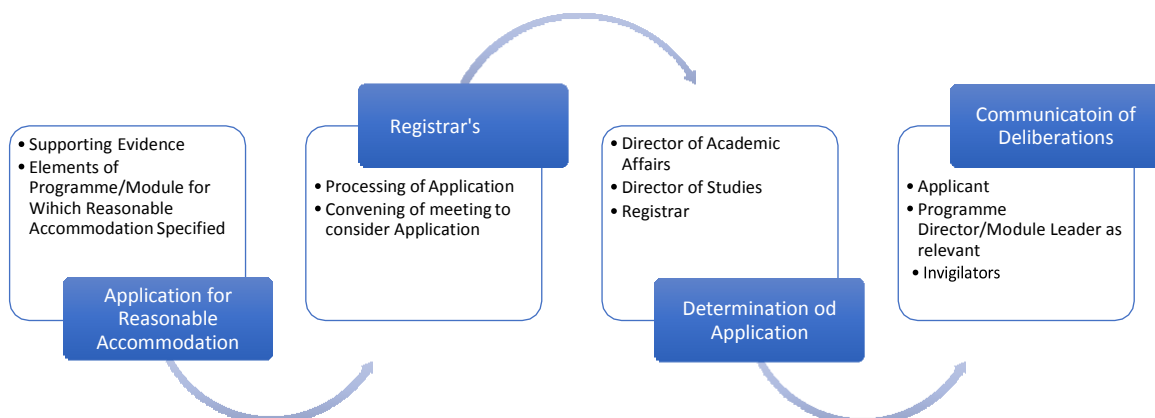 • Supporting Evidence
• Elements of
Programme/Module for
Wihich Reasonable
Accommodation Specified
Application for
Reasonable
Accommodation
Registrar's
• Processing of Application
• Convening of meeting to
consider Application
• Director of Academic
Affairs
• Director of Studies
• Registrar
Determination od
Application
Communicatoin of
Deliberations
• Applicant
• Programme
Director/Module Leader as
relevant
• Invigilators